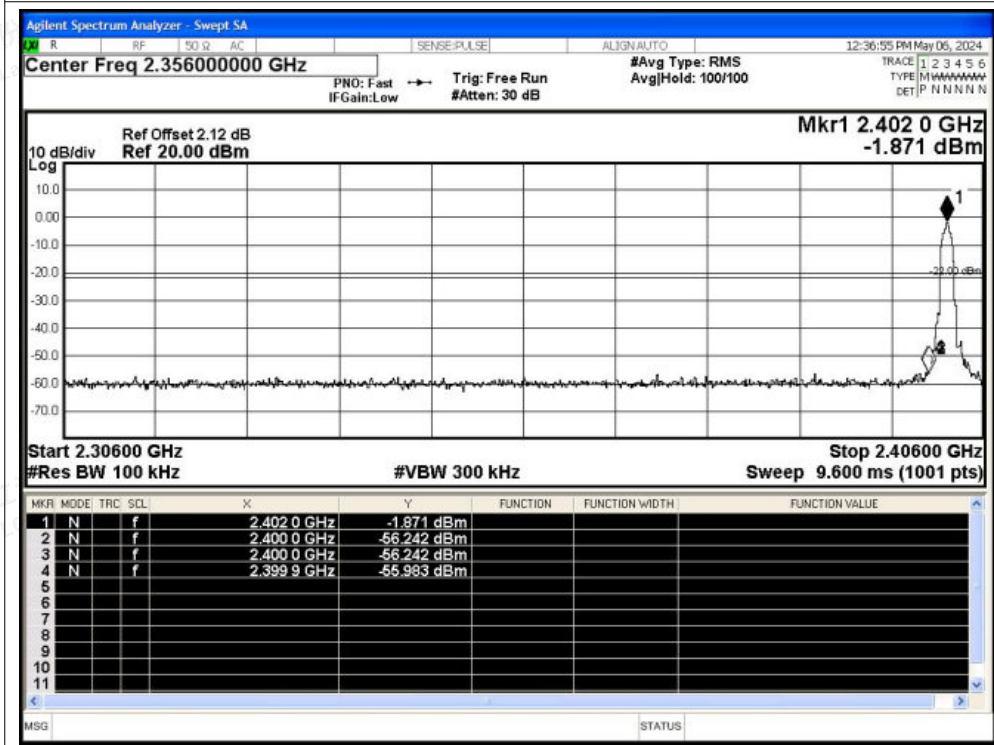 Agilent Spectrum Analyzer - Swept SA
LXI R RF 50 Ω AC SENSE:PULSE ALIGN AUTO 12:36:55 PM May 06, 2024
Center Freq 2.356000000 GHz
PNO: Fast Trig: Free Run #Avg Type: RMS TRACE 1 2 3 4 5 6
IFGain:Low #Atten: 30 dB Avg|Hold: 100/100 TYPE M WWWWW
DET P N N N N N
Mkr1 2.402 0 GHz
-1.871 dBm
Ref Offset 2.12 dB
10 dB/div Ref 20.00 dBm
Log
10.0
1
0.00
-10.0
-20.0
-22.00 dBm
-30.0
-40.0
-50.0
-60.0
-70.0
Start 2.30600 GHz Stop 2.40600 GHz
#Res BW 100 kHz #VBW 300 kHz Sweep 9.600 ms (1001 pts)
MKR MODE TRC SCL X Y FUNCTION FUNCTION WIDTH FUNCTION VALUE
1 N f 2.402 0 GHz -1.871 dBm
2 N f 2.400 0 GHz -56.242 dBm
3 N f 2.400 0 GHz -56.242 dBm
4 N f 2.399 9 GHz -55.983 dBm
5
6
7
8
9
10
11
MSG STATUS